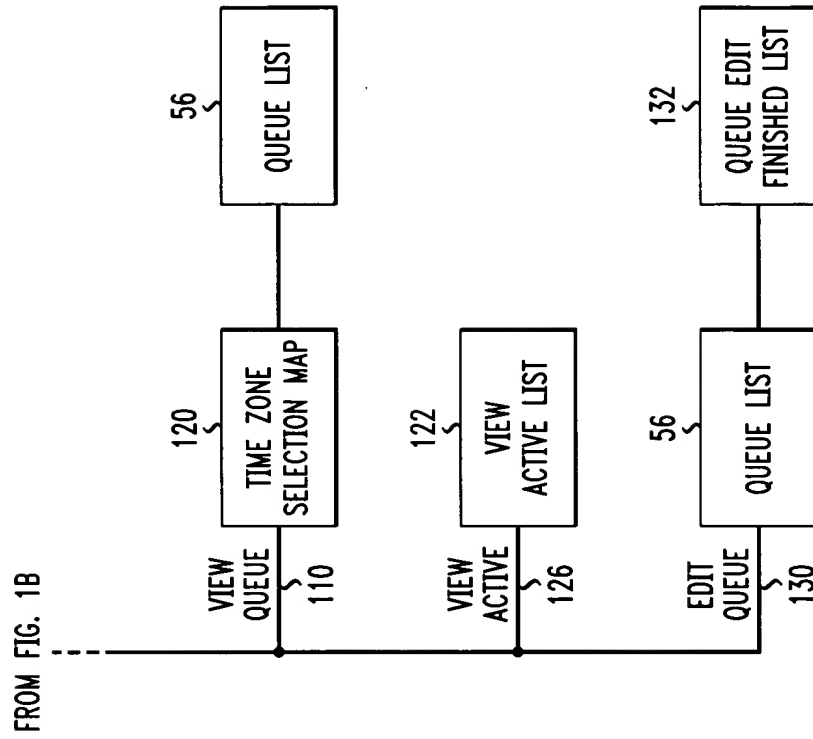 FROM FIG. 1B
VIEW
QUEUE
110
120
TIME ZONE
SELECTION MAP
56
QUEUE LIST
VIEW
ACTIVE
126
122
VIEW
ACTIVE LIST
EDIT
QUEUE
130
56
QUEUE LIST
132
QUEUE EDIT
FINISHED LIST